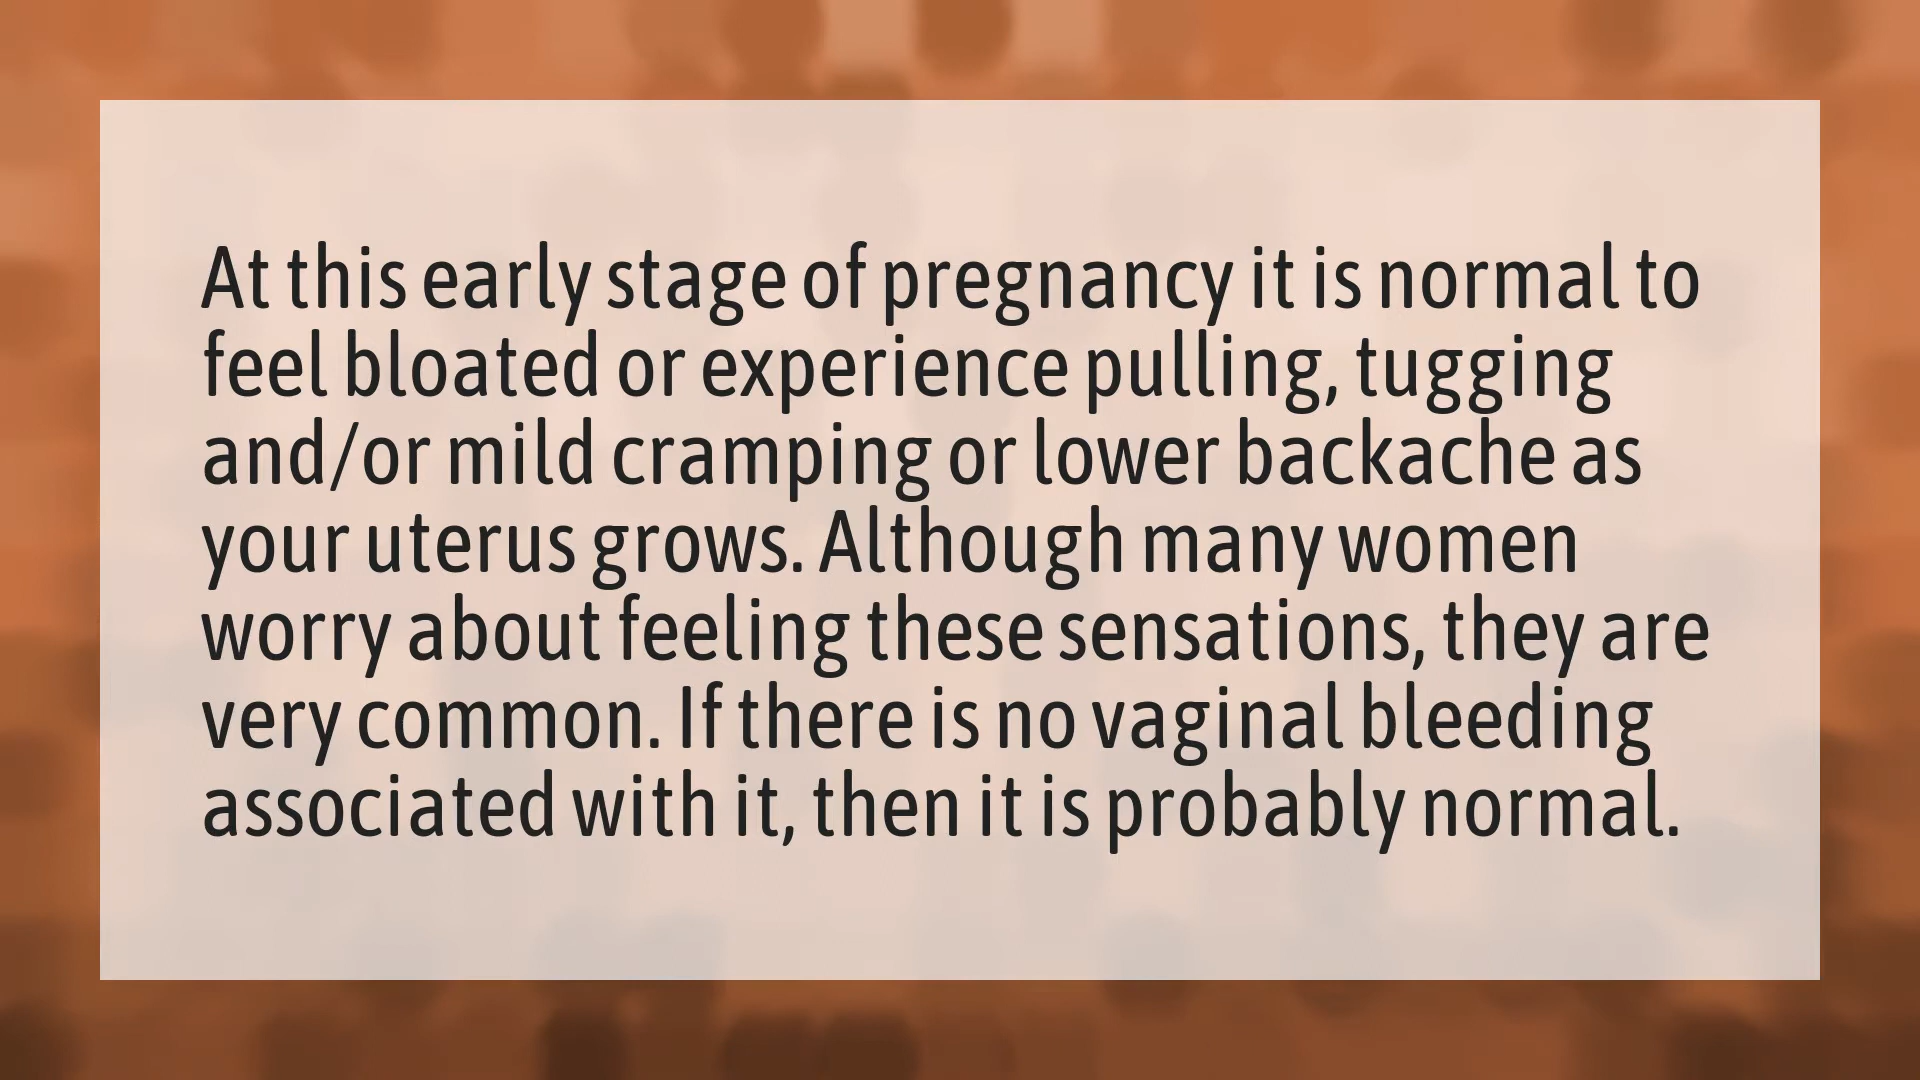 At this early stage of pregnancy it is normal to
feel bloated or experience pulling, tugging
and/or mild cramping or lower backache as
your uterus grows. Although many women
worry about feeling these sensations, they are
very common. If there is no vaginal bleeding
associated with it, then it is probably normal.